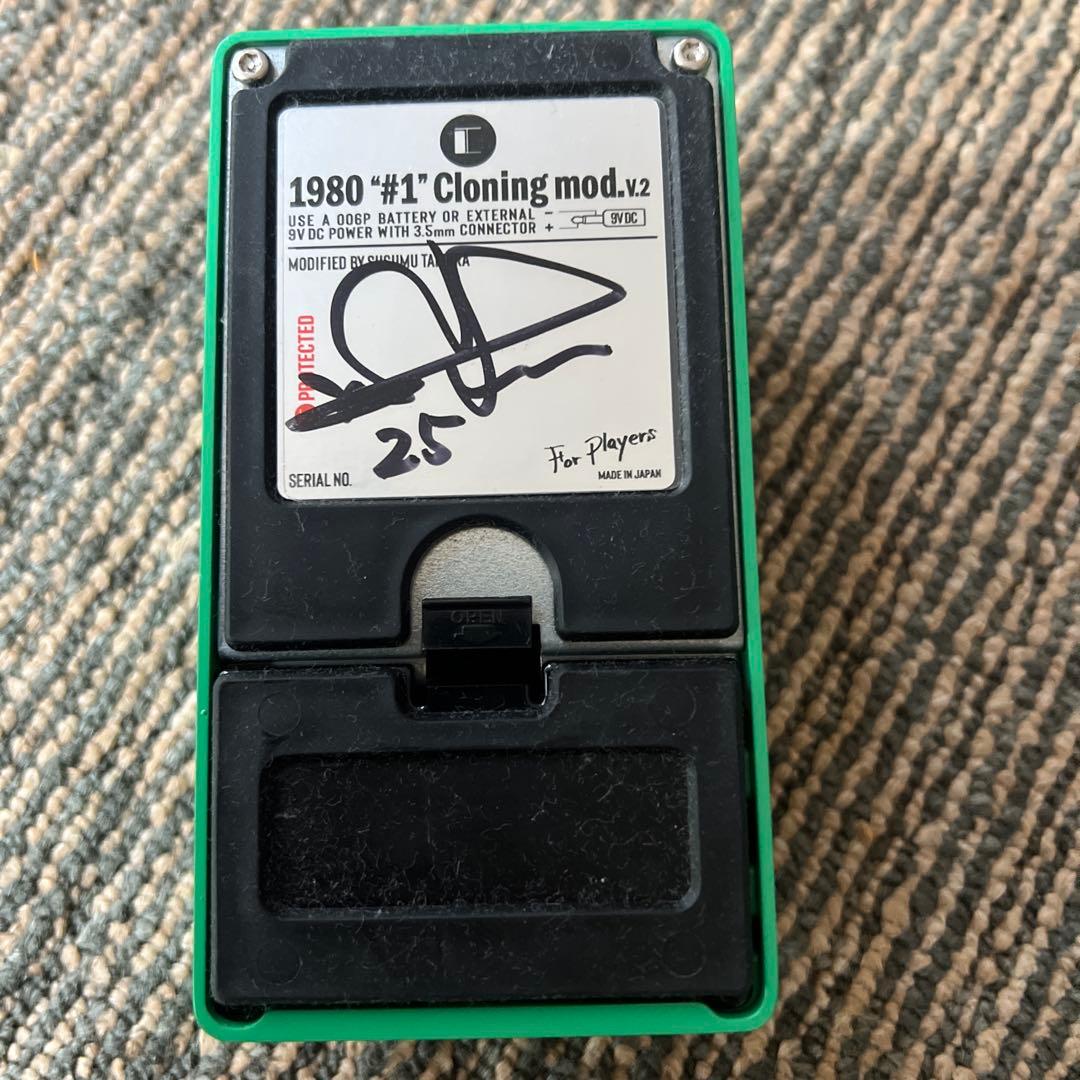 1980 “#1” Cloning mod.V.2
USE A 006P BATTERY OR EXTERNAL
9V DC POWER WITH 3.5mm CONNECTOR
− + 9V DC
MODIFIED BY SUSUMU
PROTECTED
25
For Players
SERIAL NO.
MADE IN JAPAN
OPEN